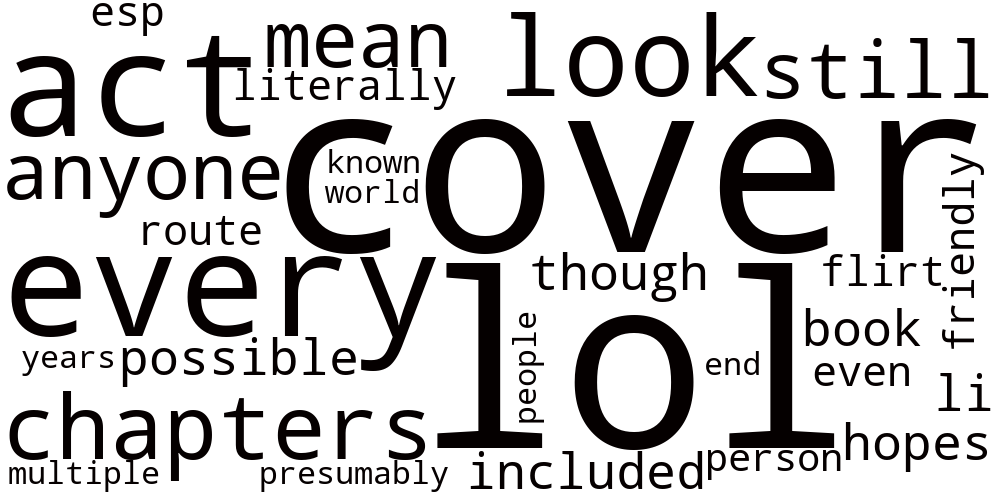 esp
act
mean
look
still
literally
cover
anyone
known
world
friendly
route
every
though
flirt
lol
people
book
years
possible
end
even
li
chapters
hopes
multiple
presumably
included
person